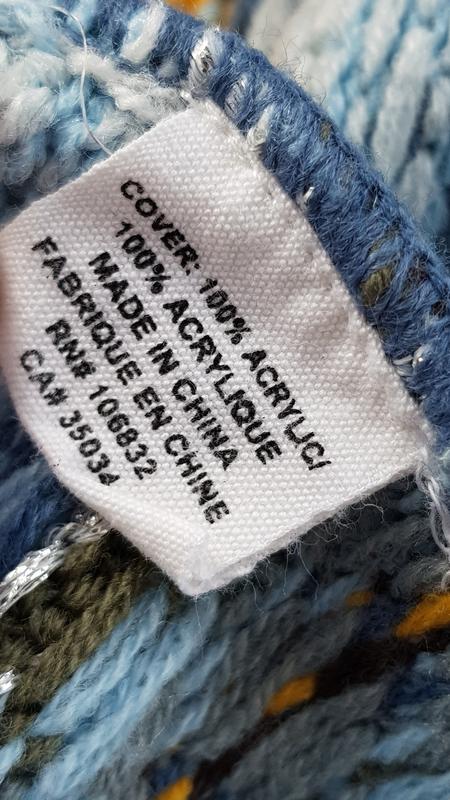 COVER: 100% ACRYLIC/
100% ACRYLIQUE
MADE IN CHINA
FABRIQUE EN CHINE
RN# 106832
CA# 35034